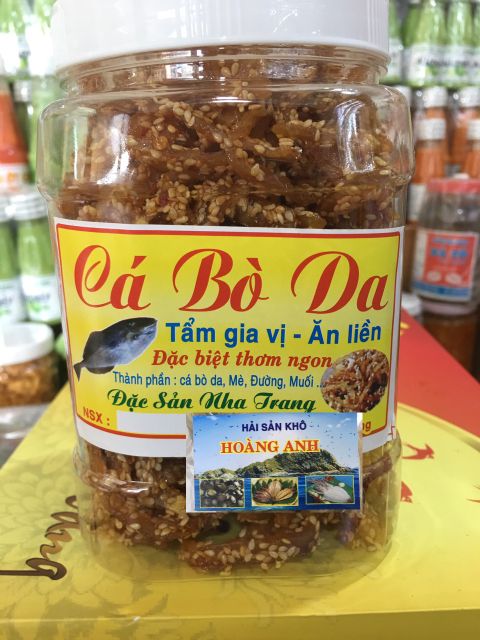 Cá Bò Da
Tẩm gia vị - Ăn liền
Đặc biệt thơm ngon
Thành phần : cá bò da, Mè, Đường, Muối ...
Đặc Sản Nha Trang
NSX :
HẢI SẢN KHÔ
HOÀNG ANH